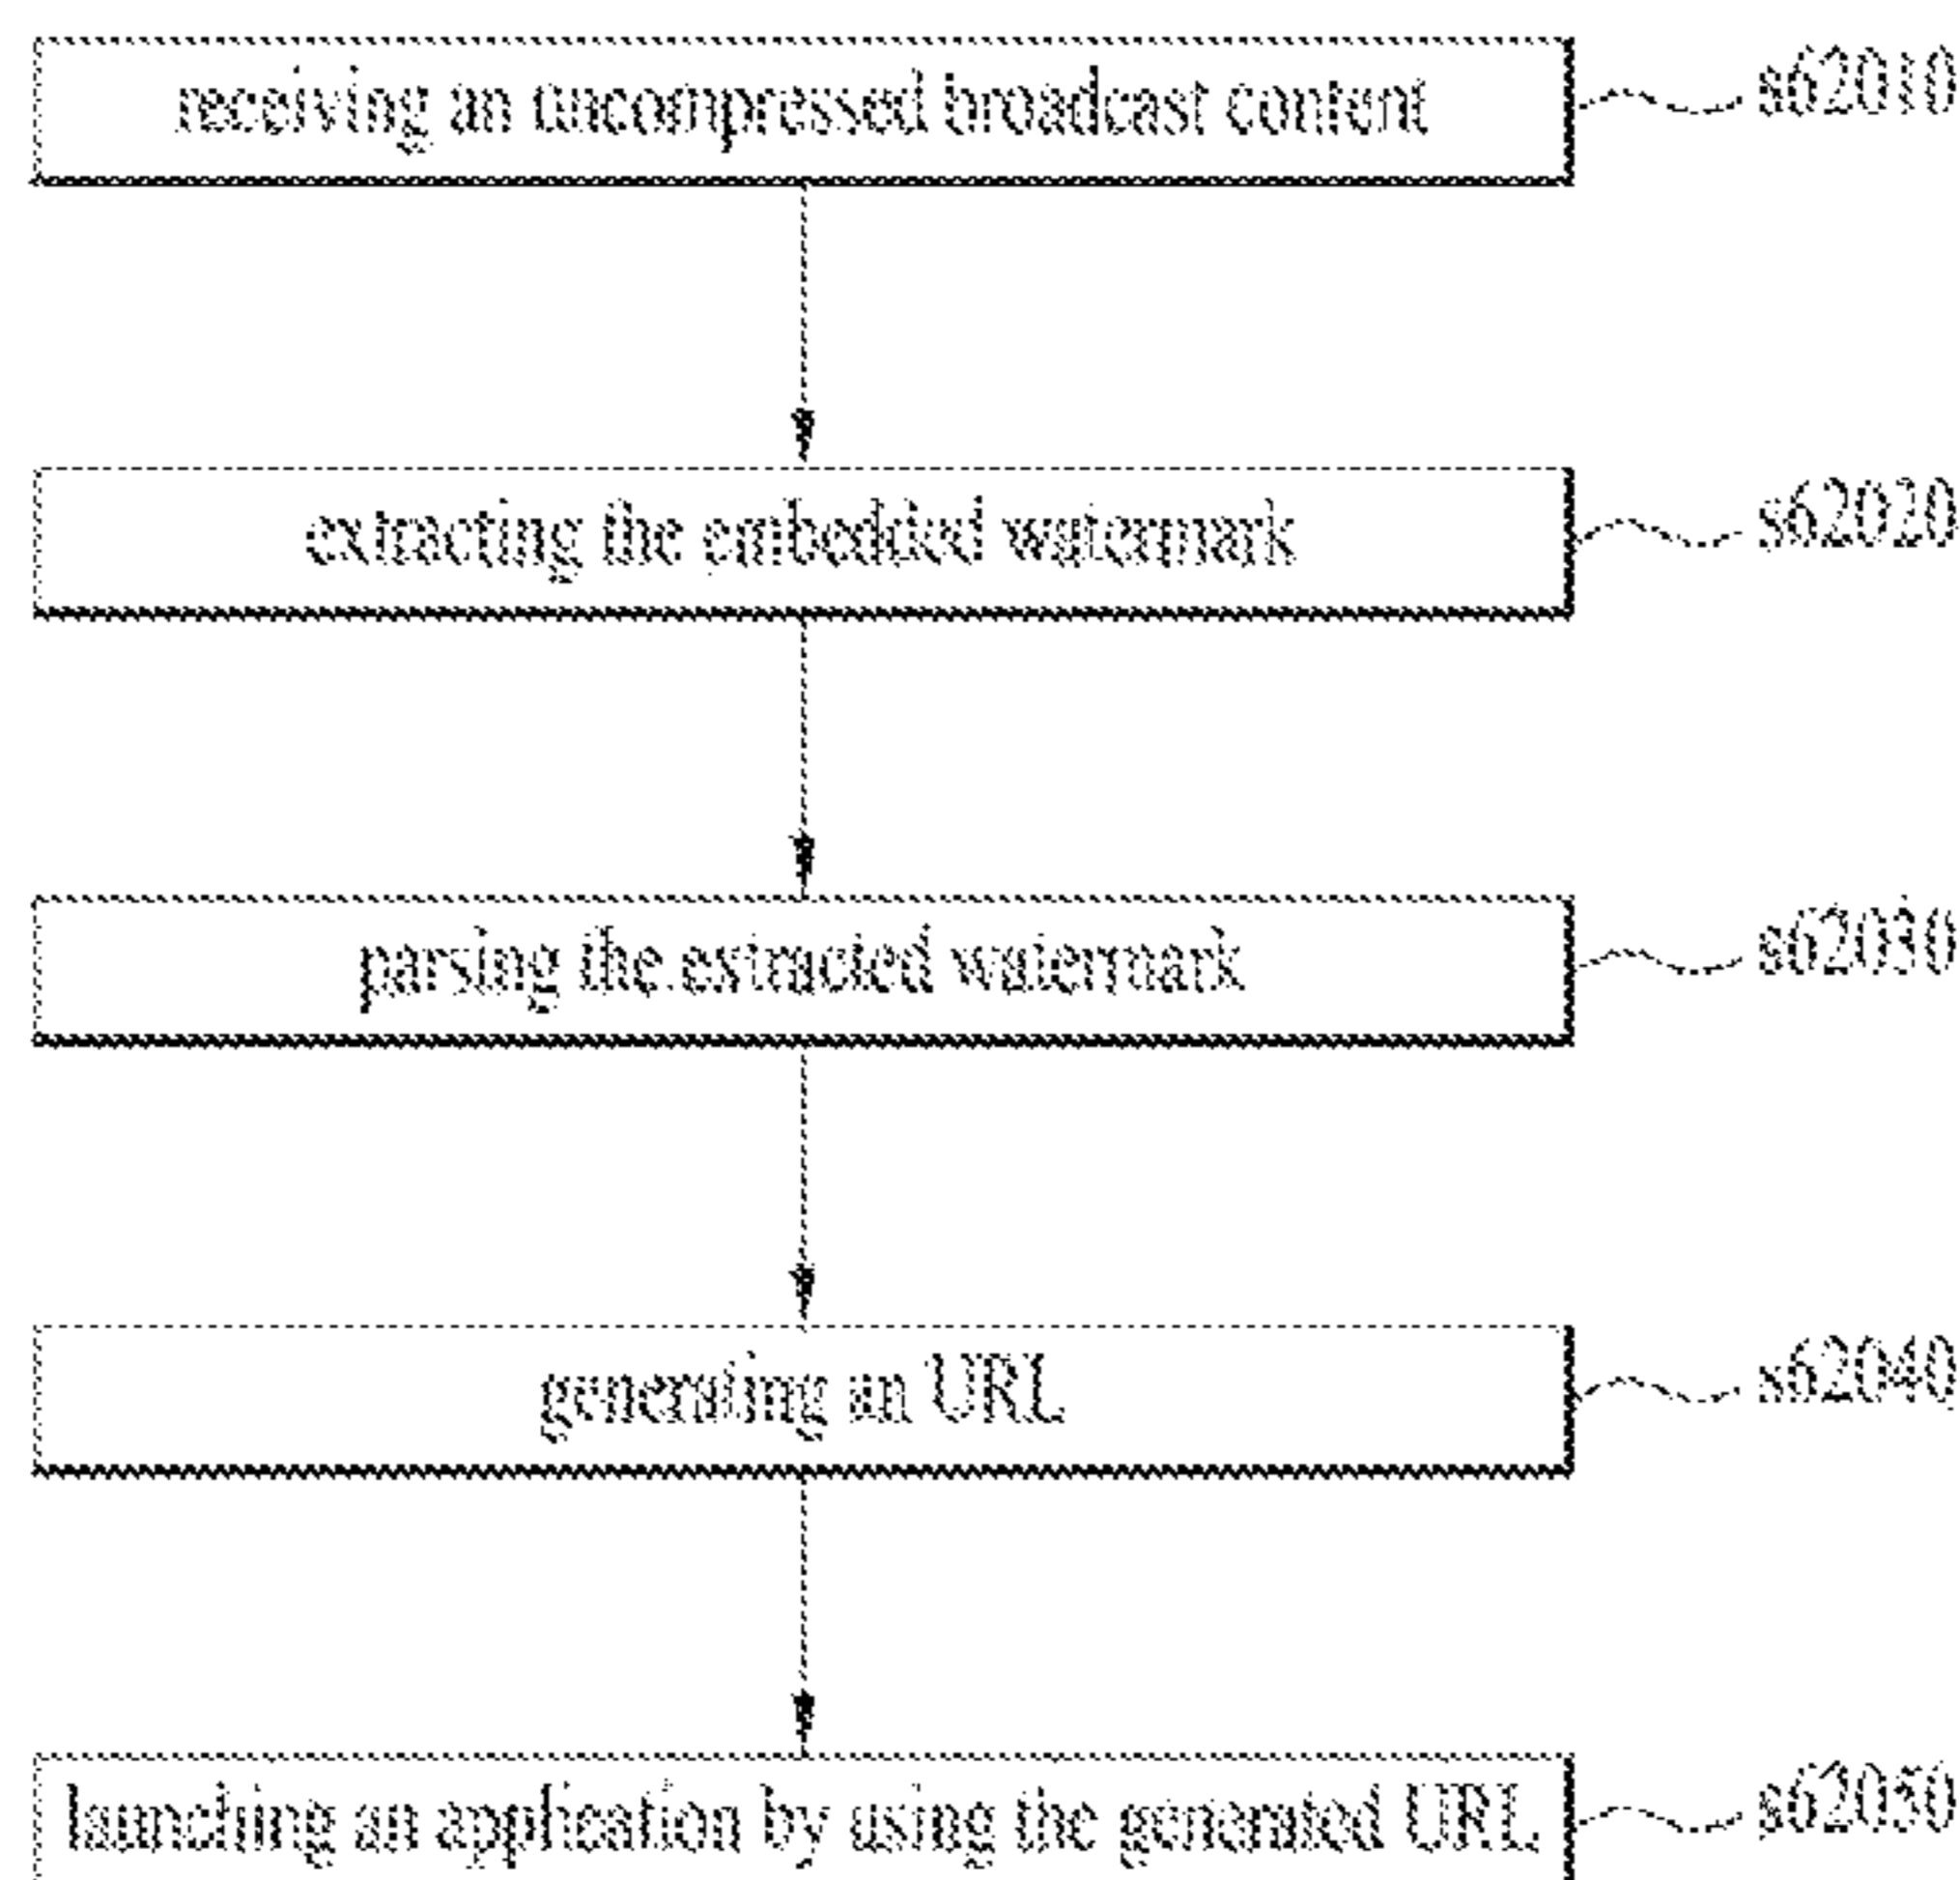 receiving an uncompressed broadcast content s62010
extracting the embedded watermark s62020
parsing the extracted watermark s62030
generating an URL s62040
launching an application by using the generated URL s62050